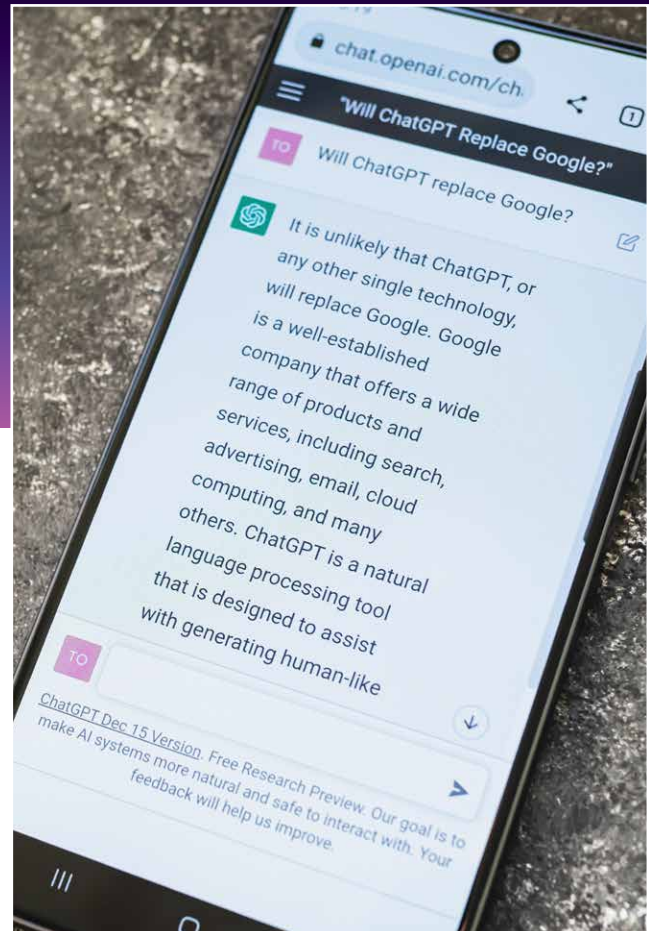 chat.openai.com/ch
1
"Will ChatGPT Replace Google?"
TO
Will ChatGPT replace Google?
It is unlikely that ChatGPT, or
any other single technology,
will replace Google. Google
is a well-established
company that offers a wide
range of products and
services, including search,
advertising, email, cloud
computing, and many
others. ChatGPT is a natural
language processing tool
that is designed to assist
with generating human-like
TO
ChatGPT Dec 15 Version. Free Research Preview. Our goal is to
make AI systems more natural and safe to interact with. Your
feedback will help us improve.